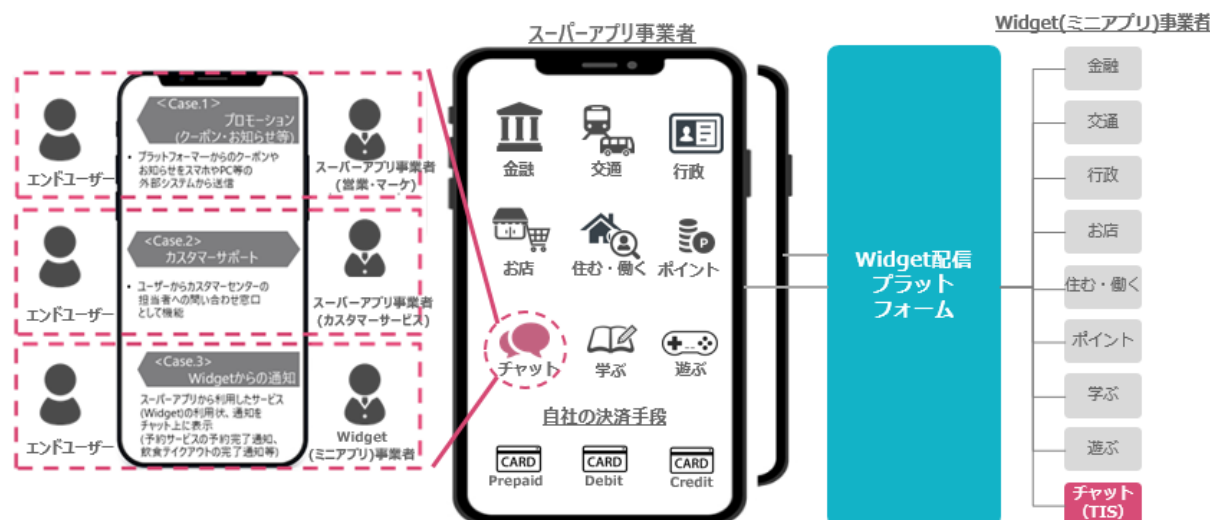 スーパーアプリ事業者
Widget(ミニアプリ)事業者
<Case.1>
プロモーション
(クーポン・お知らせ等)
• プラットフォーマーからのクーポンや
お知らせをスマホやPC等の
外部システムから送信
エンドユーザー
スーパーアプリ事業者
(営業・マーケ)
<Case.2>
カスタマーサポート
• ユーザーからカスタマーセンターの
担当者への問い合わせ窓口
として機能
エンドユーザー
スーパーアプリ事業者
(カスタマーサービス)
<Case.3>
Widgetからの通知
スーパーアプリから利用したサービス
(Widget)の利用状、通知を
チャット上に表示
(予約サービスの予約完了通知、
飲食テイクアウトの完了通知等)
エンドユーザー
Widget
(ミニアプリ)事業者
金融
交通
行政
お店
住む・働く
ポイント
P
チャット
学ぶ
遊ぶ
自社の決済手段
CARD
CARD
CARD
Prepaid
Debit
Credit
Widget配信
プラット
フォーム
金融
交通
行政
お店
住む・働く
ポイント
学ぶ
遊ぶ
チャット
(TIS)